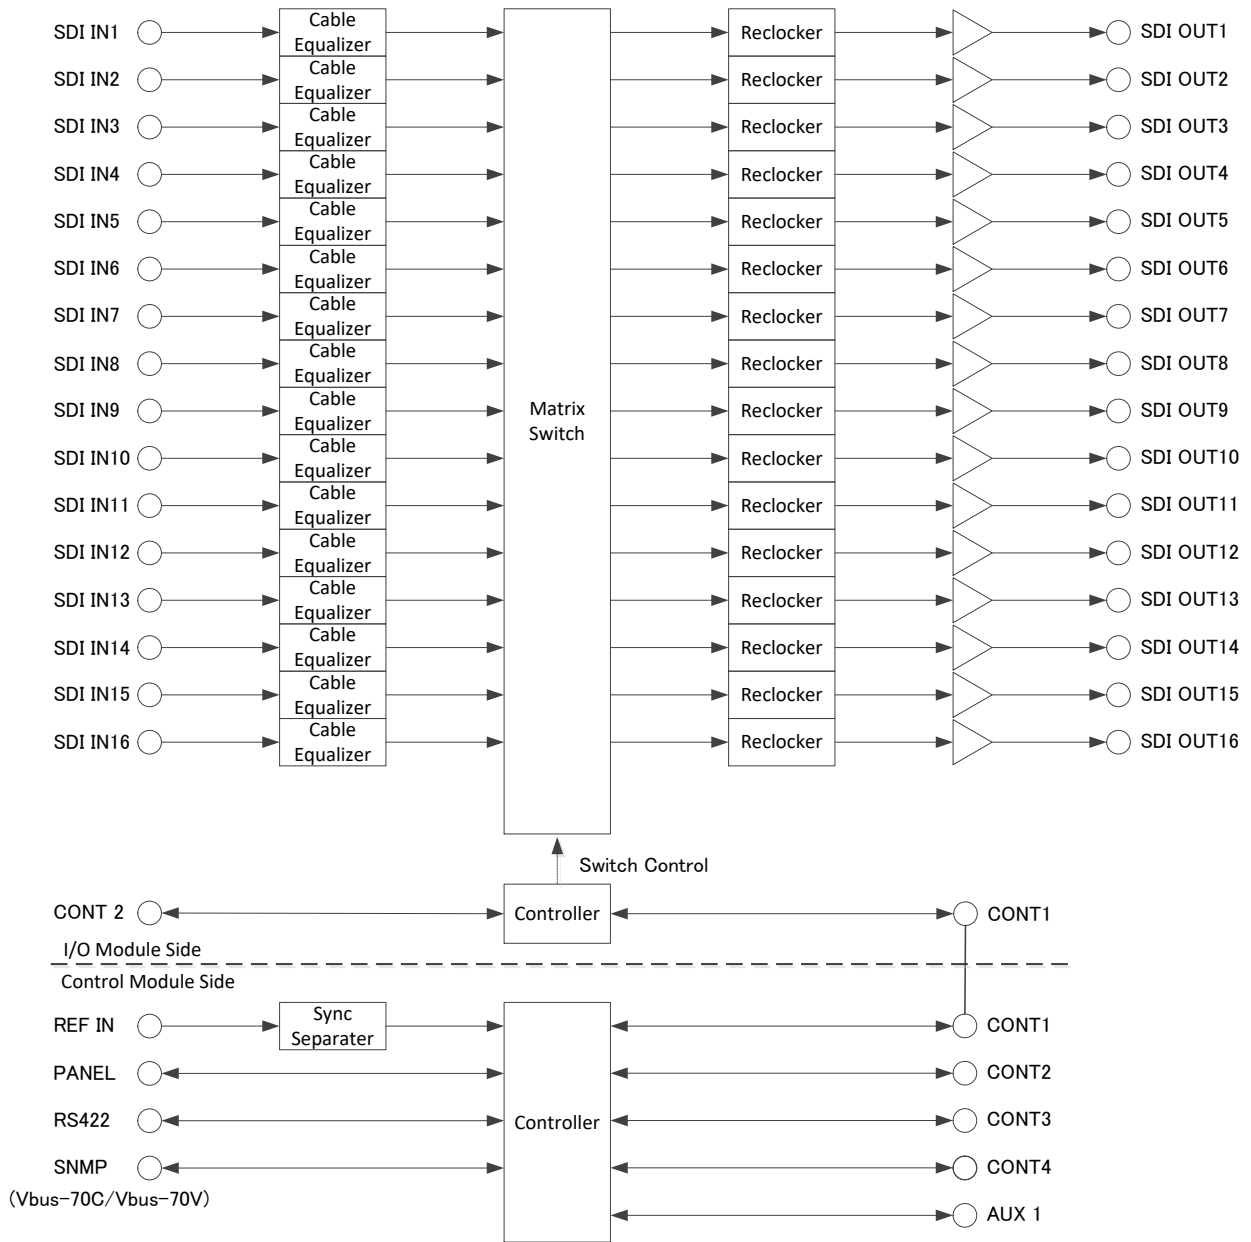 SDI IN1 Cable Equalizer Reclocker SDI OUT1
SDI IN2 Cable Equalizer Reclocker SDI OUT2
SDI IN3 Cable Equalizer Reclocker SDI OUT3
SDI IN4 Cable Equalizer Reclocker SDI OUT4
SDI IN5 Cable Equalizer Reclocker SDI OUT5
SDI IN6 Cable Equalizer Reclocker SDI OUT6
SDI IN7 Cable Equalizer Reclocker SDI OUT7
SDI IN8 Cable Equalizer Reclocker SDI OUT8
SDI IN9 Cable Equalizer Matrix Switch Reclocker SDI OUT9
SDI IN10 Cable Equalizer Reclocker SDI OUT10
SDI IN11 Cable Equalizer Reclocker SDI OUT11
SDI IN12 Cable Equalizer Reclocker SDI OUT12
SDI IN13 Cable Equalizer Reclocker SDI OUT13
SDI IN14 Cable Equalizer Reclocker SDI OUT14
SDI IN15 Cable Equalizer Reclocker SDI OUT15
SDI IN16 Cable Equalizer Reclocker SDI OUT16
Switch Control
CONT 2 Controller CONT1
I/O Module Side
Control Module Side
REF IN Sync Separater CONT1
PANEL CONT2
RS422 Controller CONT3
SNMP CONT4
(Vbus-70C/Vbus-70V)
AUX 1